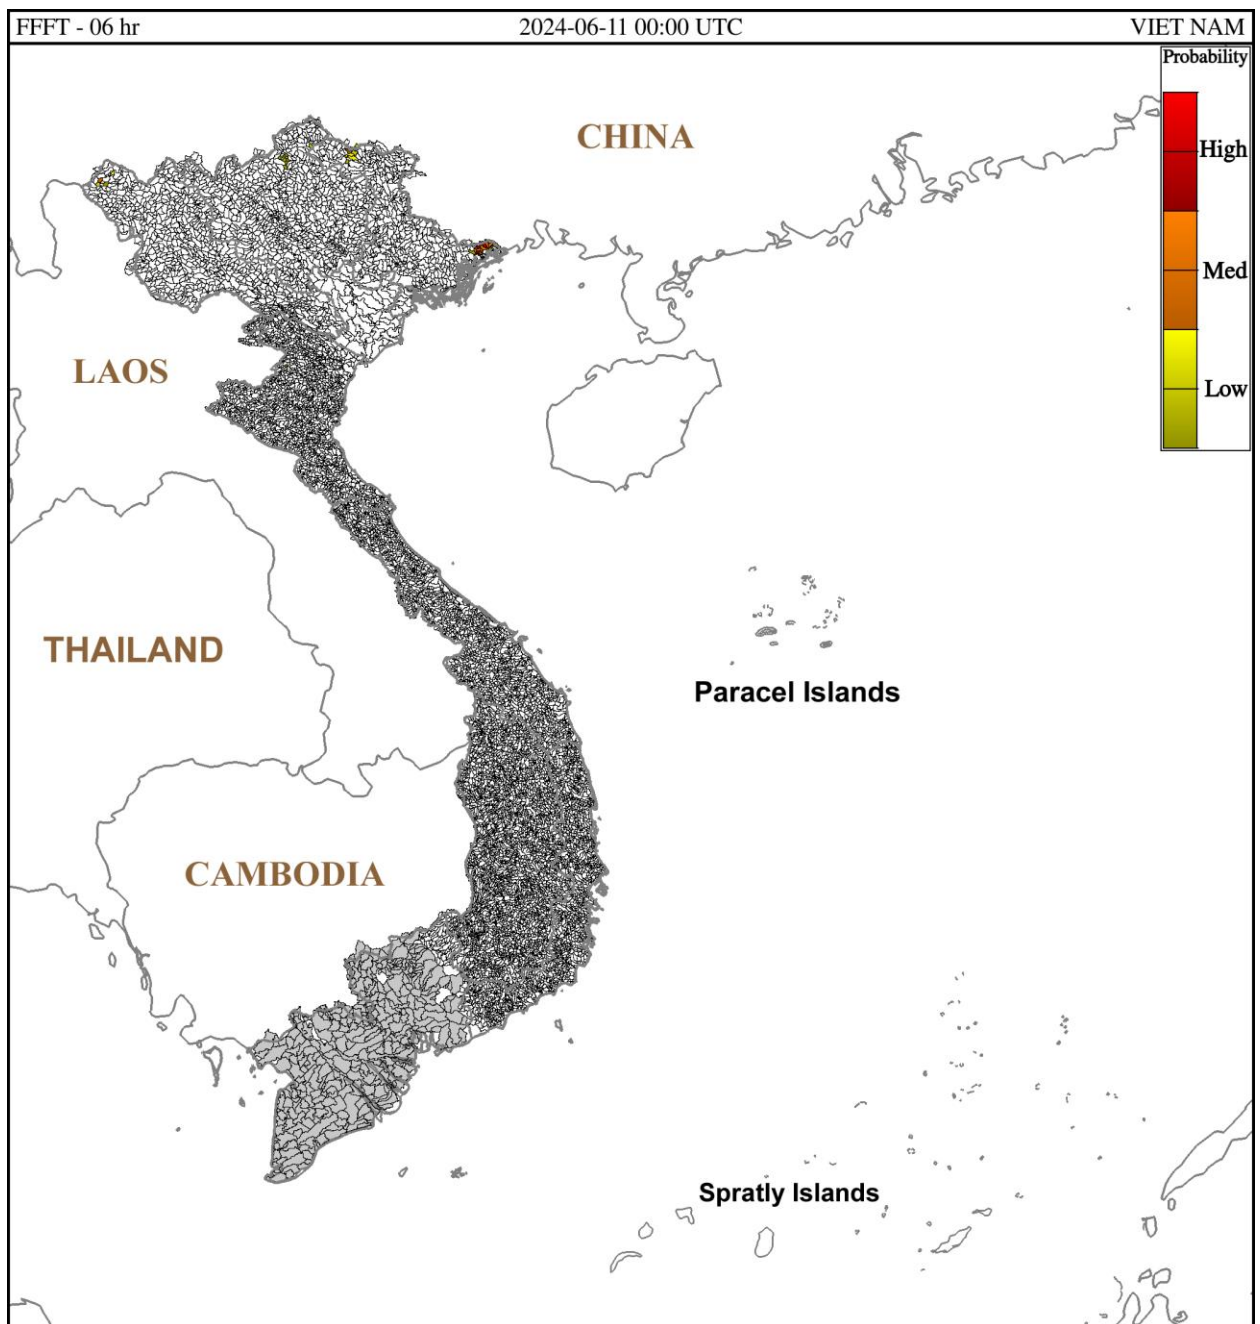 FFFT - 06 hr
2024-06-11 00:00 UTC
VIET NAM
Probability
High
Med
Low
CHINA
LAOS
THAILAND
Paracel Islands
CAMBODIA
Spratly Islands